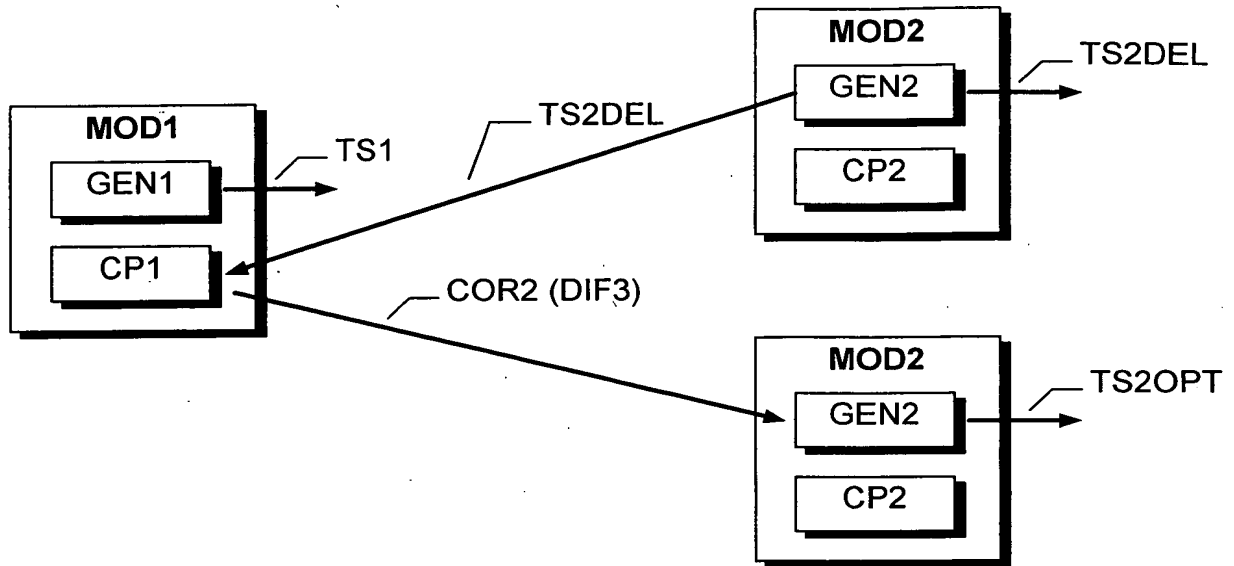 MOD1
GEN1
CP1
TS1
TS2DEL
COR2 (DIF3)
MOD2
GEN2
CP2
TS2DEL
MOD2
GEN2
CP2
TS2OPT